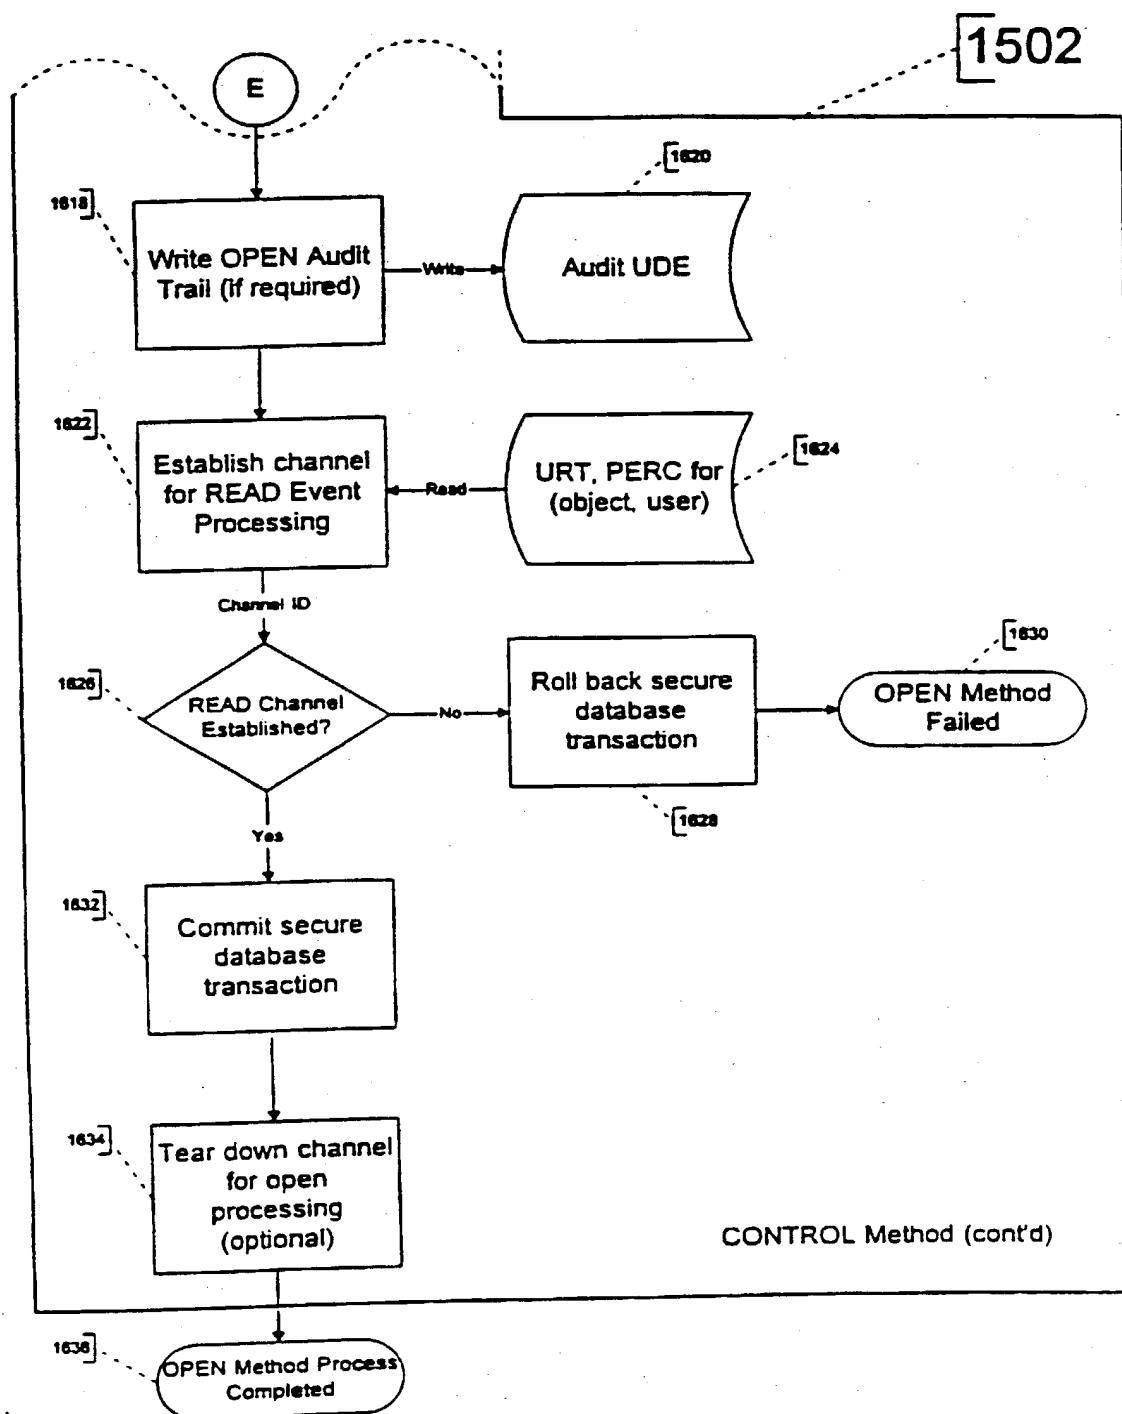 1502
E
1620
1618
Write OPEN Audit
Trail (if required)
Write
Audit UDE
1622
Establish channel
for READ Event
Processing
Read
URT, PERC for
(object, user)
1624
Channel ID
1626
READ Channel
Established?
No
Roll back secure
database
transaction
1630
OPEN Method
Failed
1628
Yes
1632
Commit secure
database
transaction
1634
Tear down channel
for open
processing
(optional)
CONTROL Method (cont'd)
1636
OPEN Method Process
Completed